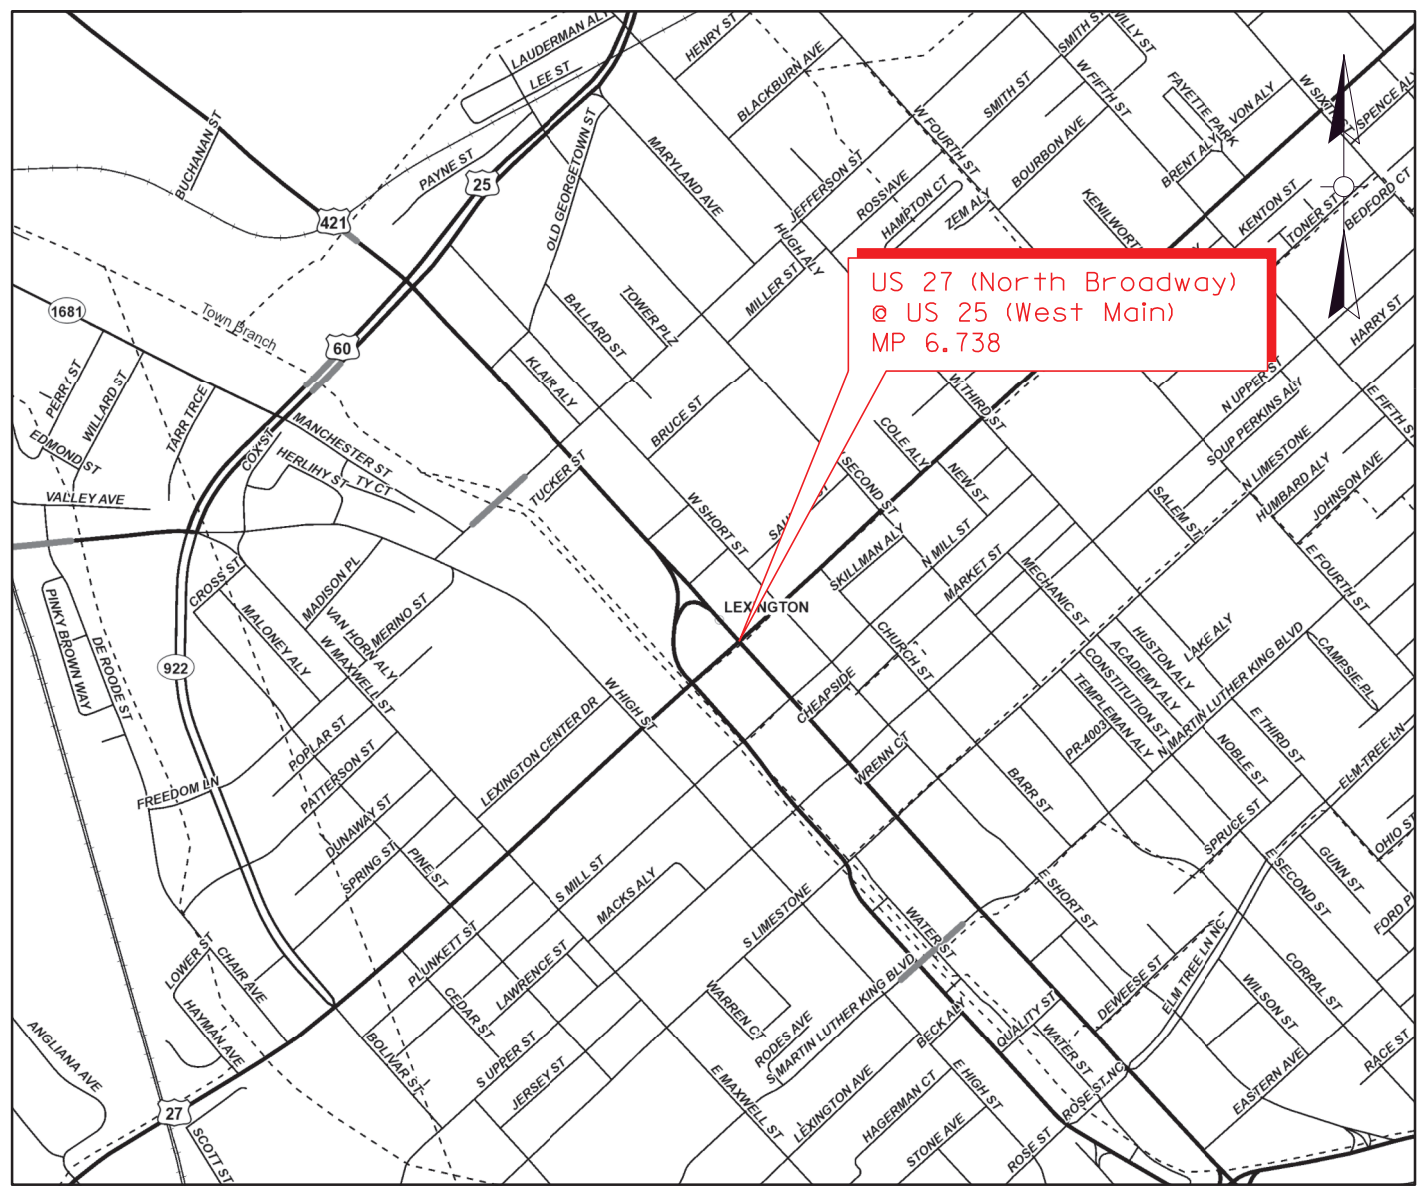 LAUDERMAN ALY
HENRY ST
SMITH ST
WILLY ST
LEE ST
BLACKBURN AVE
W FIFTH ST
SMITH ST
FAYETTE PARK
VON ALY
SPENCE ALY
BUCHANAN ST
W FOURTH ST
BOURBON AVE
BRENT ALY
PAYNE ST
25
OLD GEORGETOWN ST
MARYLAND AVE
JEFFERSON ST
ROSS AVE
HAMPTON CT
ZEM ALY
KENTON ST
TONER ST
BEDFORD CT
421
HUGH ALY
MILLER ST
US 27 (North Broadway)
@ US 25 (West Main)
MP 6.738
1681
Town Branch
60
BALLARD ST
TOWER PLZ
HARRY ST
PERRY ST
WILLARD ST
TARR TRCE
KLAIR ALY
BRUCE ST
W THIRD ST
N UPPER ST
SOUP PERKINS ALY
E FIFTH ST
EDMOND ST
COX ST
MANCHESTER ST
HERLIHY ST
TY CT
TUCKER ST
COLE ALY
SECOND ST
NEW ST
N LIMESTONE
HUMBARD ALY
JOHNSON AVE
VALLEY AVE
W SHORT ST
SALEM ST
SKILLMAN ALY
N MILL ST
MARKET ST
MECHANIC ST
E FOURTH ST
CROSS ST
MADISON PL
MERINO ST
VAN HORN ALY
MALONEY ALY
W MAXWELL ST
LEXINGTON
CHURCH ST
PINKY BROWN WAY
DE ROODE ST
922
HUSTON ALY
ACADEMY ALY
CONSTITUTION ST
TEMPLEMAN ALY
LAKE ALY
N MARTIN LUTHER KING BLVD
CAMPSIE PL
W HIGH ST
CHEAPSIDE
LEXINGTON CENTER DR
POPLAR ST
PATTERSON ST
FREEDOM LN
DUNAWAY ST
SPRING ST
PINE ST
WRENN CT
PR-4003
BARR ST
NOBLE ST
E THIRD ST
ELM-TREE-LN
SPRUCE ST
E SECOND ST
GUNN ST
OHIO ST
S MILL ST
MACKS ALY
S LIMESTONE
E SHORT ST
WATER ST
LOWER ST
CHAIR AVE
HAYMAN AVE
PLUNKETT ST
CEDAR ST
LAWRENCE ST
S MARTIN LUTHER KING BLVD
DEWEESE ST
ELM TREE LN NC
WILSON ST
CORRAL ST
ANGLIANA AVE
BOLIVAR ST
S UPPER ST
JERSEY ST
WARREN CT
RODES AVE
BECK ALY
QUALITY ST
WATER ST
EASTERN AVE
RACE ST
27
SCOTT ST
E MAXWELL ST
LEXINGTON AVE
HAGERMAN CT
STONE AVE
E HIGH ST
ROSE ST
ROSE ST NC